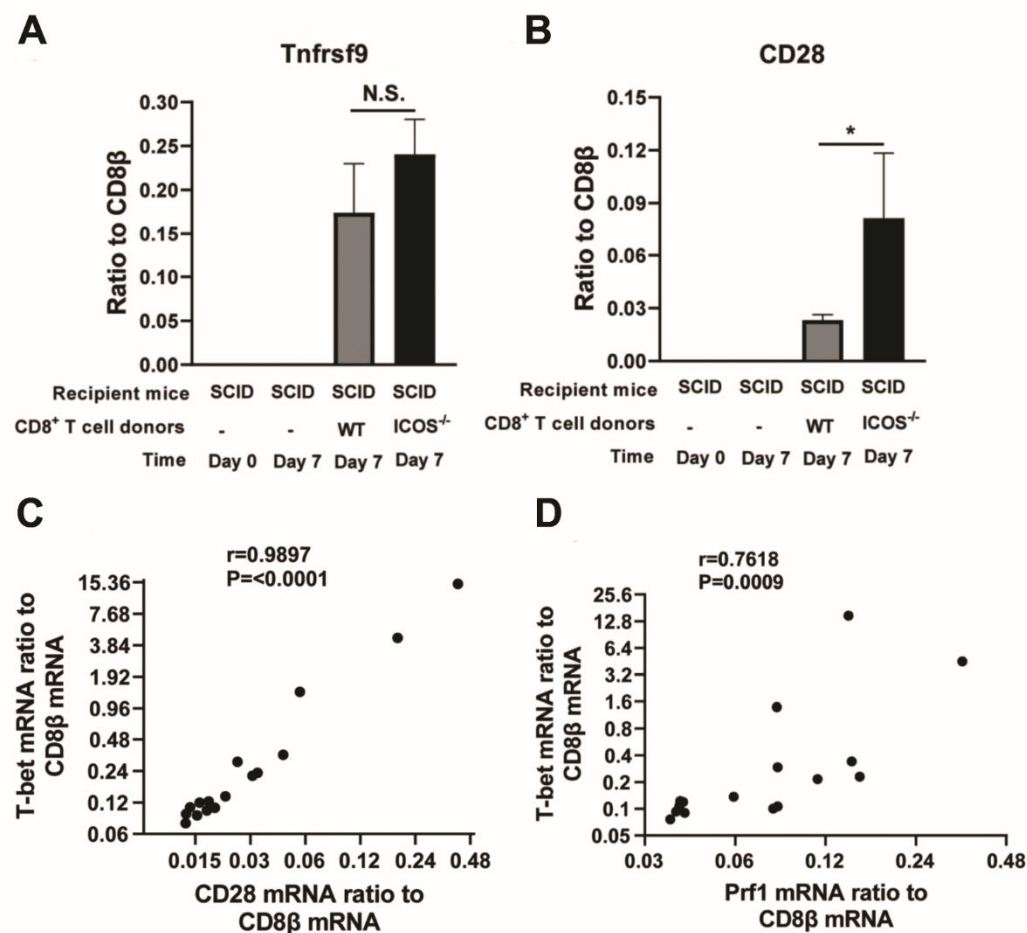 A
Tnfrsf9
N.S.
Ratio to CD8β
0.30
0.25
0.20
0.15
0.10
0.05
0.00
Recipient mice SCID SCID SCID SCID
CD8⁺ T cell donors - - WT ICOS⁻/⁻
Time Day 0 Day 7 Day 7 Day 7
B
CD28
*
Ratio to CD8β
0.15
0.12
0.09
0.06
0.03
0.00
Recipient mice SCID SCID SCID SCID
CD8⁺ T cell donors - - WT ICOS⁻/⁻
Time Day 0 Day 7 Day 7 Day 7
C
r=0.9897
P=<0.0001
T-bet mRNA ratio to
CD8β mRNA
15.36
7.68
3.84
1.92
0.96
0.48
0.24
0.12
0.06
0.015 0.03 0.06 0.12 0.24 0.48
CD28 mRNA ratio to
CD8β mRNA
D
r=0.7618
P=0.0009
T-bet mRNA ratio to
CD8β mRNA
25.6
12.8
6.4
3.2
1.6
0.8
0.4
0.2
0.1
0.05
0.03 0.06 0.12 0.24 0.48
Prf1 mRNA ratio to
CD8β mRNA